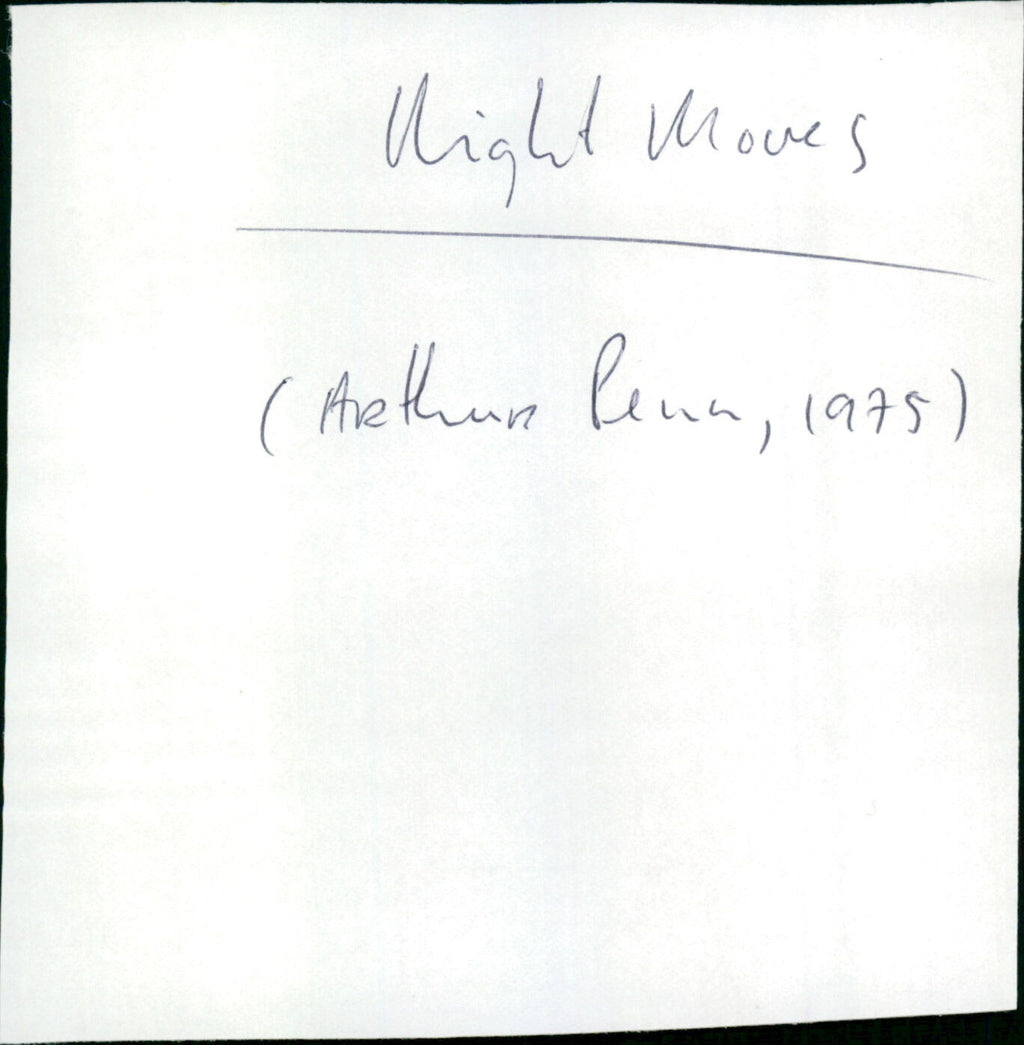 Night Moves
(Arthur Penn, 1975)